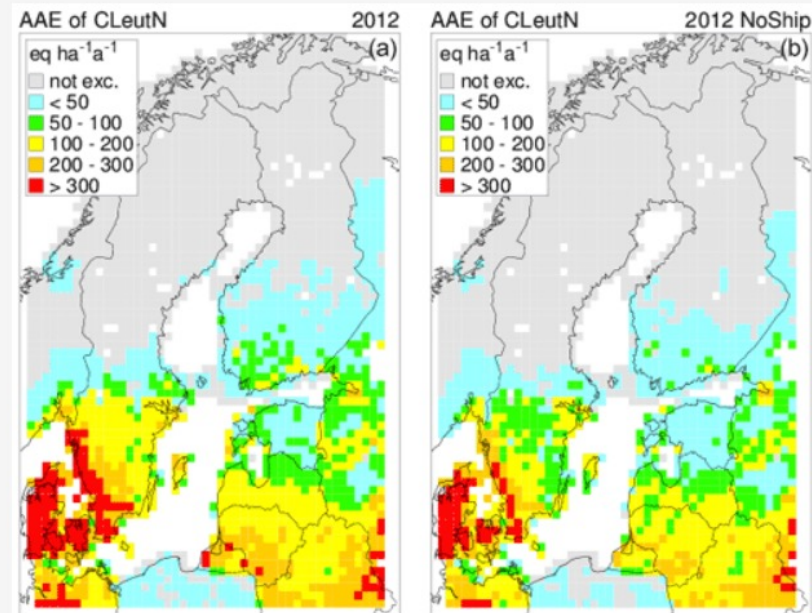 AAE of CLeutN 2012
(a)
eq ha⁻¹a⁻¹
not exc.
< 50
50 - 100
100 - 200
200 - 300
> 300
AAE of CLeutN 2012 NoShip
(b)
eq ha⁻¹a⁻¹
not exc.
< 50
50 - 100
100 - 200
200 - 300
> 300